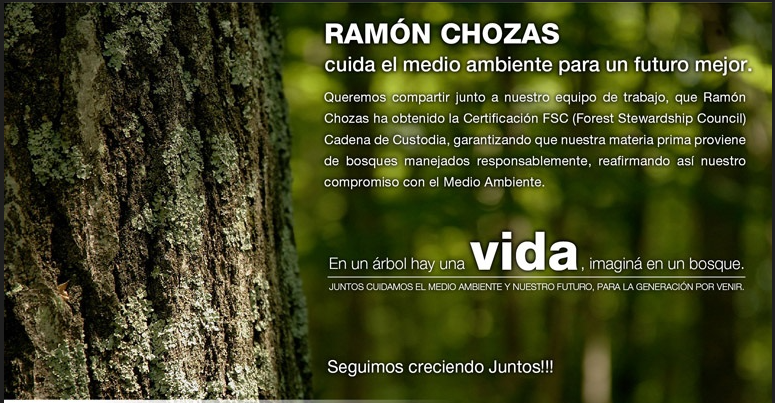 RAMÓN CHOZAS
cuida el medio ambiente para un futuro mejor.
Queremos compartir junto a nuestro equipo de trabajo, que Ramón
Chozas ha obtenido la Certificación FSC (Forest Stewardship Council)
Cadena de Custodia, garantizando que nuestra materia prima proviene
de bosques manejados responsablemente, reafirmando así nuestro
compromiso con el Medio Ambiente.
En un árbol hay una vida, imaginá en un bosque.
JUNTOS CUIDAMOS EL MEDIO AMBIENTE Y NUESTRO FUTURO, PARA LA GENERACIÓN POR VENIR.
Seguimos creciendo Juntos!!!